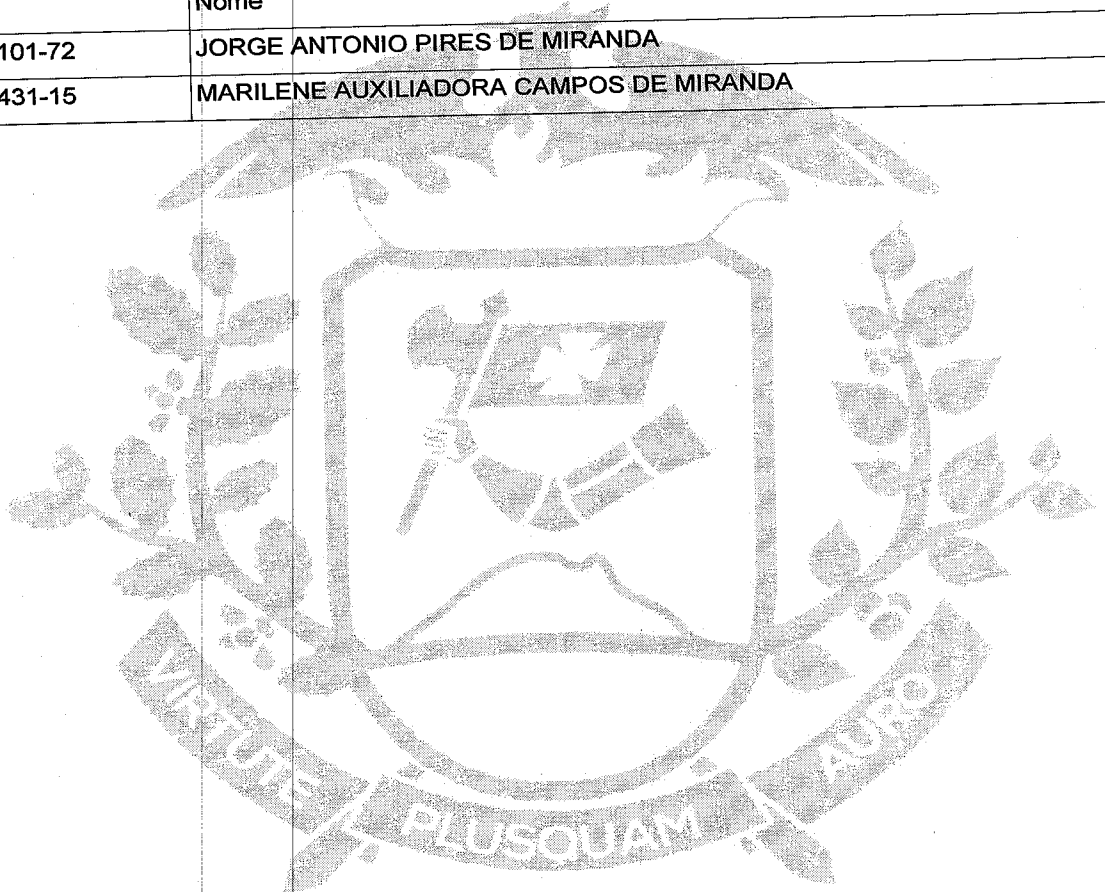 Nome
101-72 JORGE ANTONIO PIRES DE MIRANDA
431-15 MARILENE AUXILIADORA CAMPOS DE MIRANDA
VIRTUTE PLUSQUAM AURO